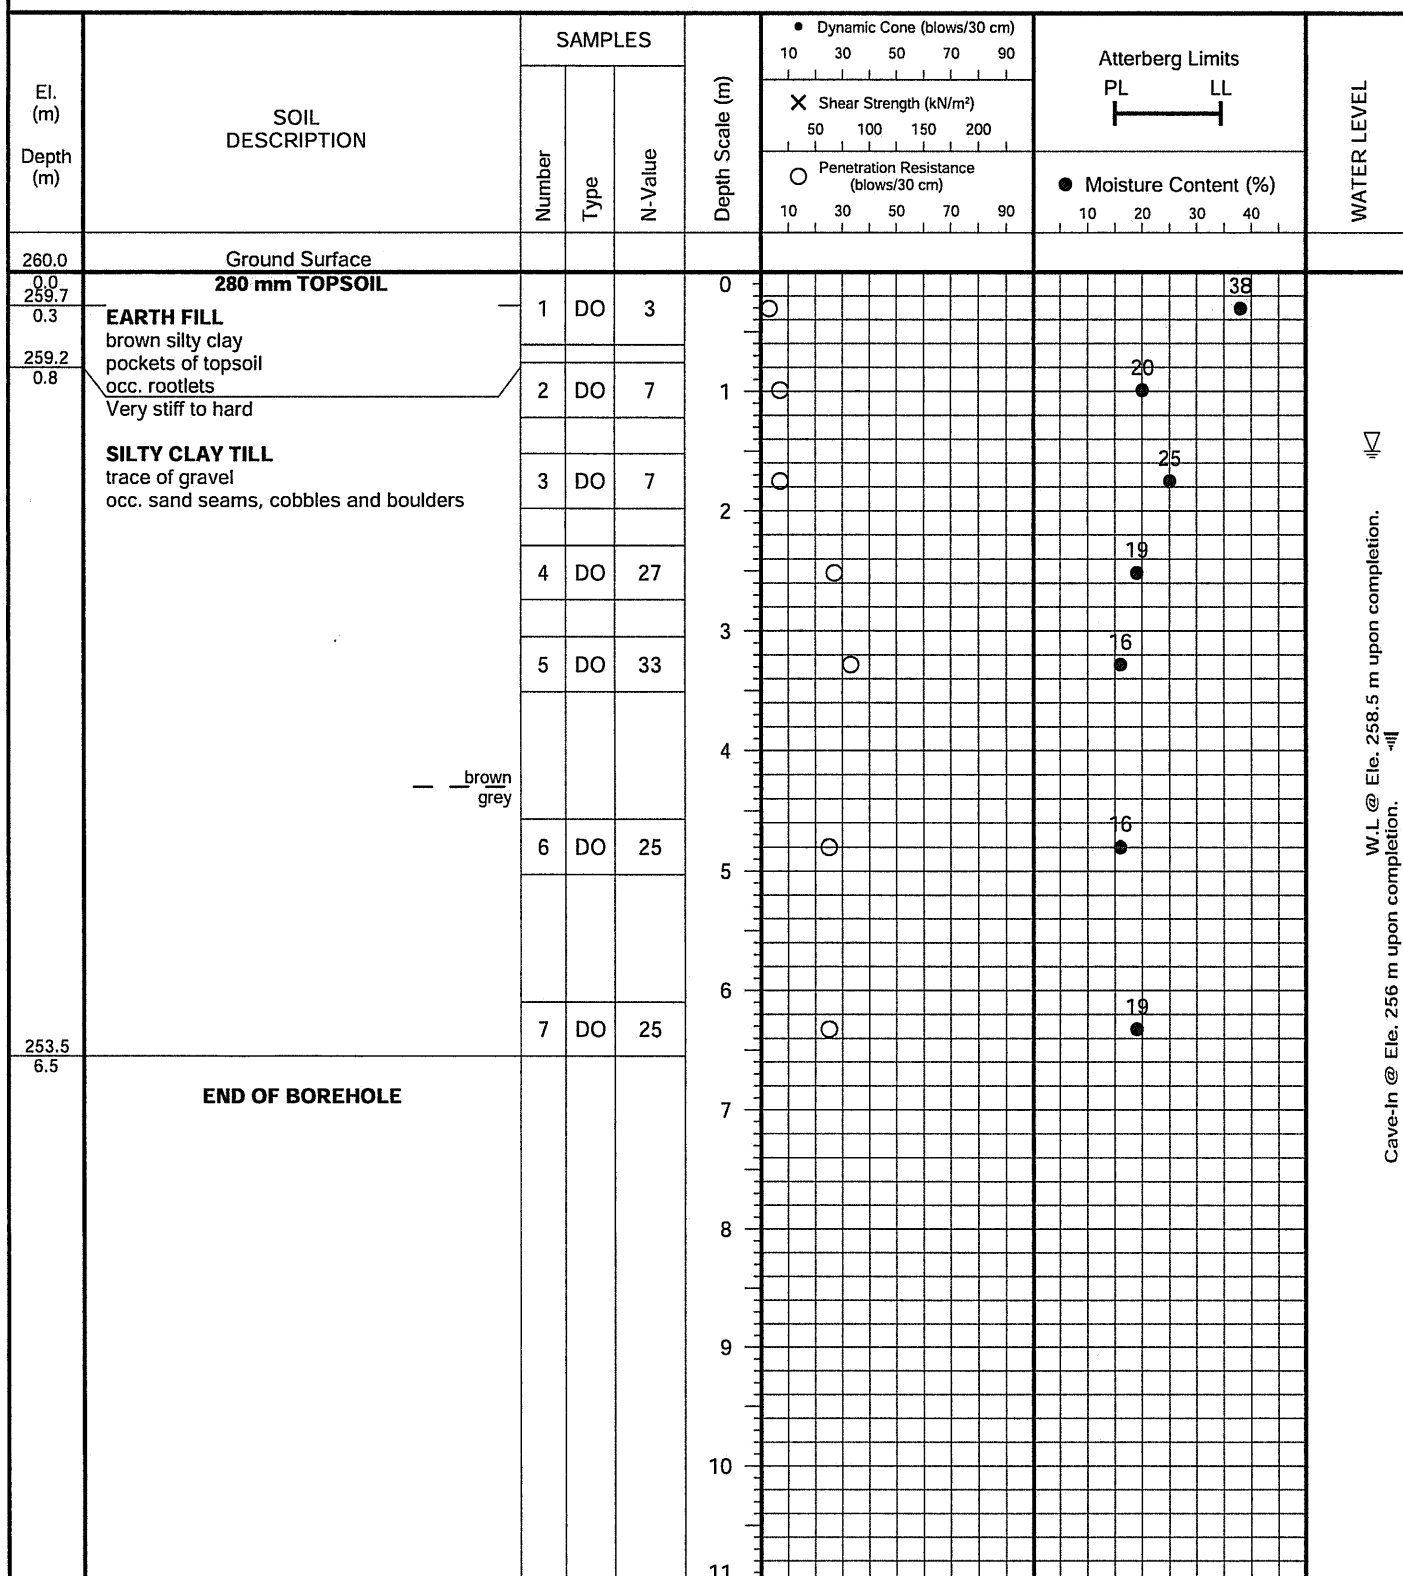 El.
(m)
Depth
(m)
SOIL
DESCRIPTION
SAMPLES
Number
Type
N-Value
Depth Scale (m)
Dynamic Cone (blows/30 cm)
10 30 50 70 90
Shear Strength (kN/m²)
50 100 150 200
Penetration Resistance
(blows/30 cm)
10 30 50 70 90
Atterberg Limits
PL LL
Moisture Content (%)
10 20 30 40
WATER LEVEL
260.0
Ground Surface
0.0
280 mm TOPSOIL
0
259.7
0.3
EARTH FILL
brown silty clay
pockets of topsoil
occ. rootlets
1 DO 3
38
259.2
0.8
Very stiff to hard
2 DO 7
1
20
SILTY CLAY TILL
trace of gravel
occ. sand seams, cobbles and boulders
3 DO 7
25
2
4 DO 27
19
3
5 DO 33
16
4
brown
grey
6 DO 25
16
5
6
7 DO 25
19
253.5
6.5
END OF BOREHOLE
7
8
9
10
11
W.L @ Ele. 258.5 m upon completion.
Cave-In @ Ele. 256 m upon completion.